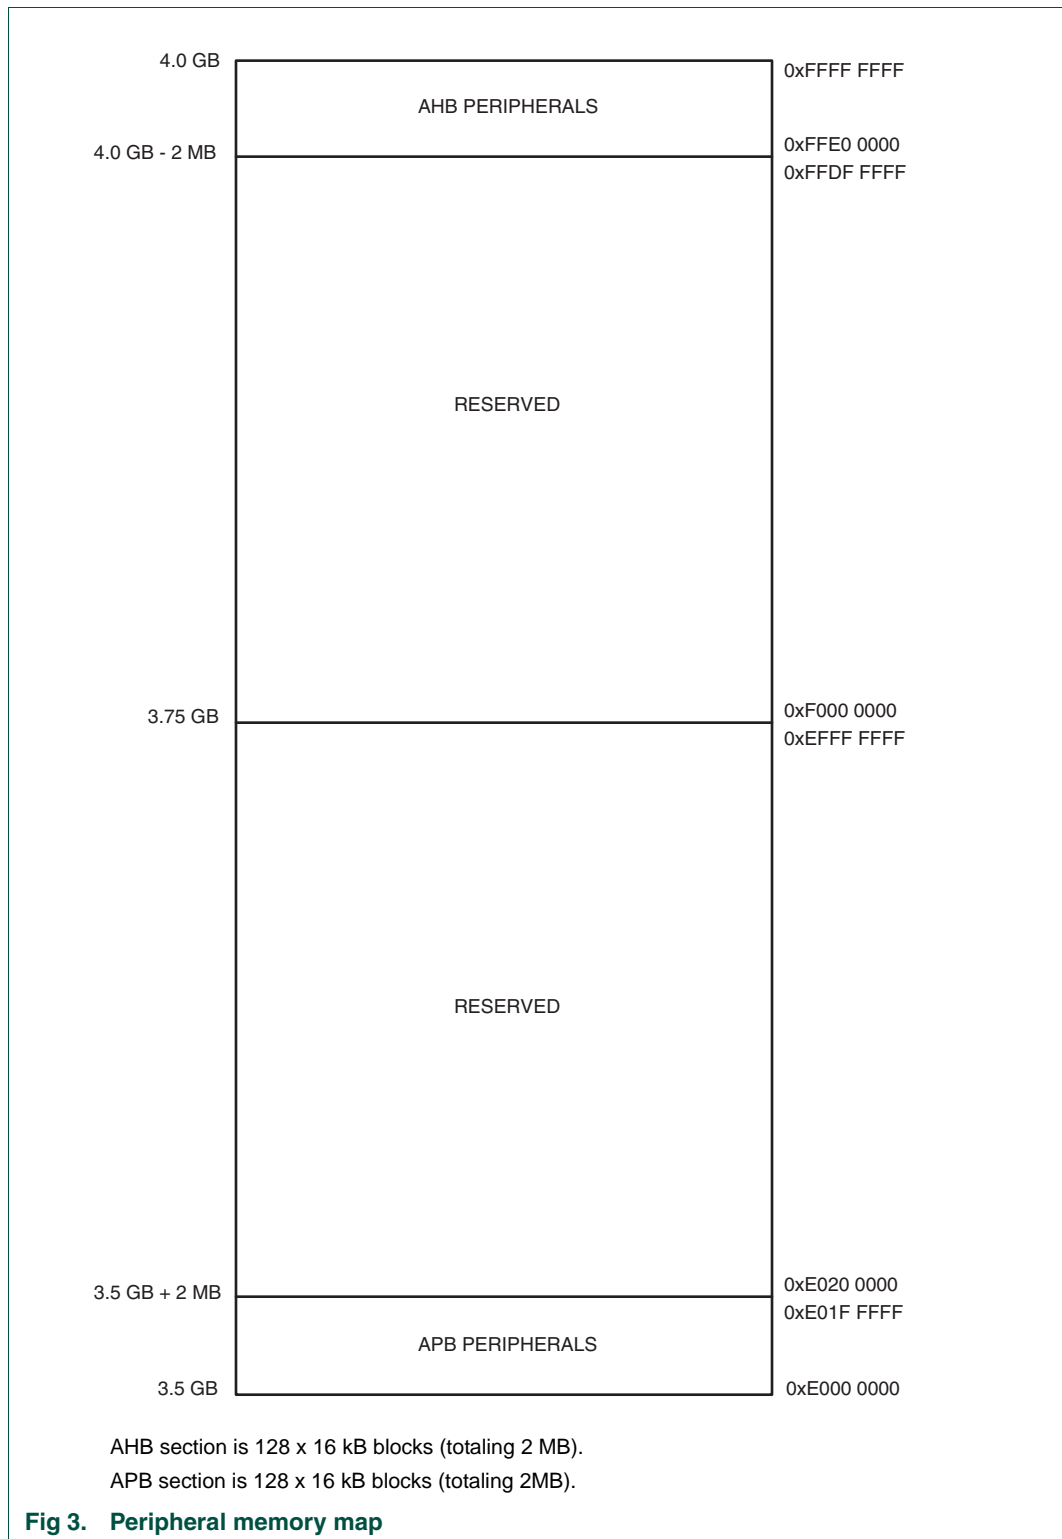 4.0 GB
0xFFFF FFFF
AHB PERIPHERALS
4.0 GB - 2 MB
0xFFE0 0000
0xFFDF FFFF
RESERVED
3.75 GB
0xF000 0000
0xEFFF FFFF
RESERVED
3.5 GB + 2 MB
0xE020 0000
0xE01F FFFF
APB PERIPHERALS
3.5 GB
0xE000 0000
AHB section is 128 x 16 kB blocks (totaling 2 MB).
APB section is 128 x 16 kB blocks (totaling 2MB).
Fig 3. Peripheral memory map